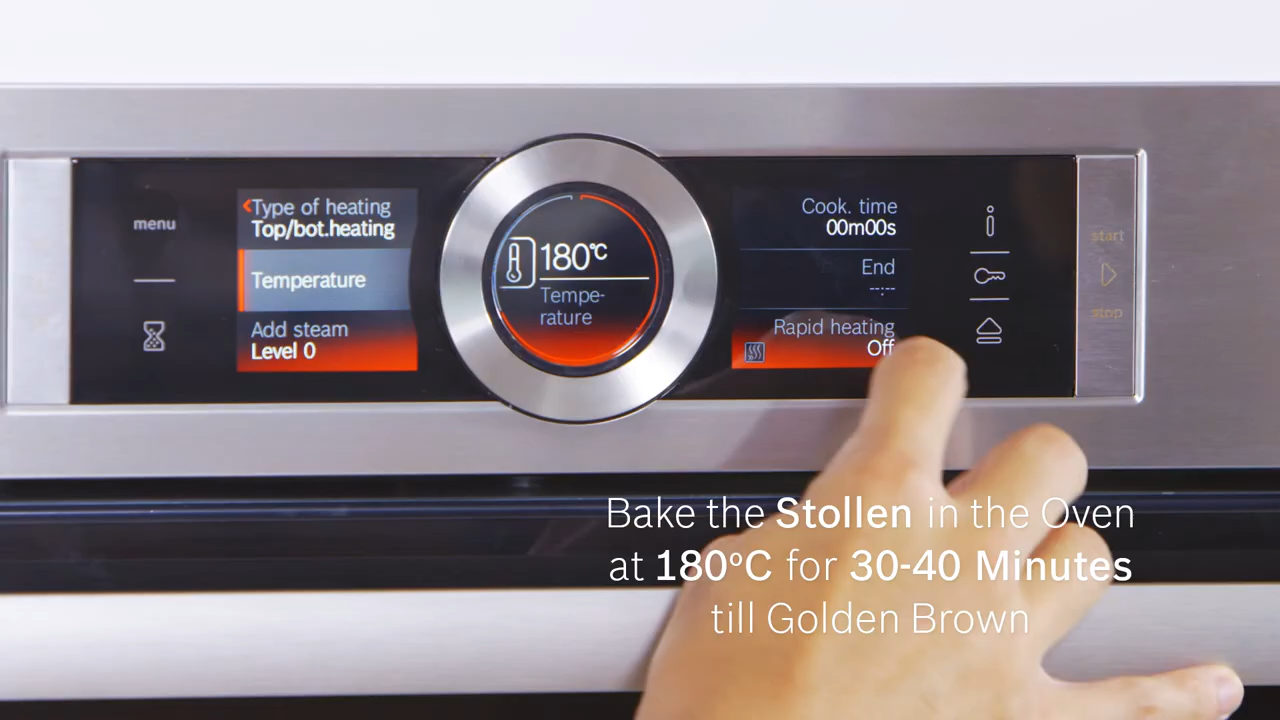 menu
Type of heating
Top/bot.heating
Temperature
Add steam
Level 0
180°C
Tempe-
rature
Cook. time
00m00s
End
--:--
Rapid heating
Off
start
stop
Bake the Stollen in the Oven
at 180°C for 30-40 Minutes
till Golden Brown